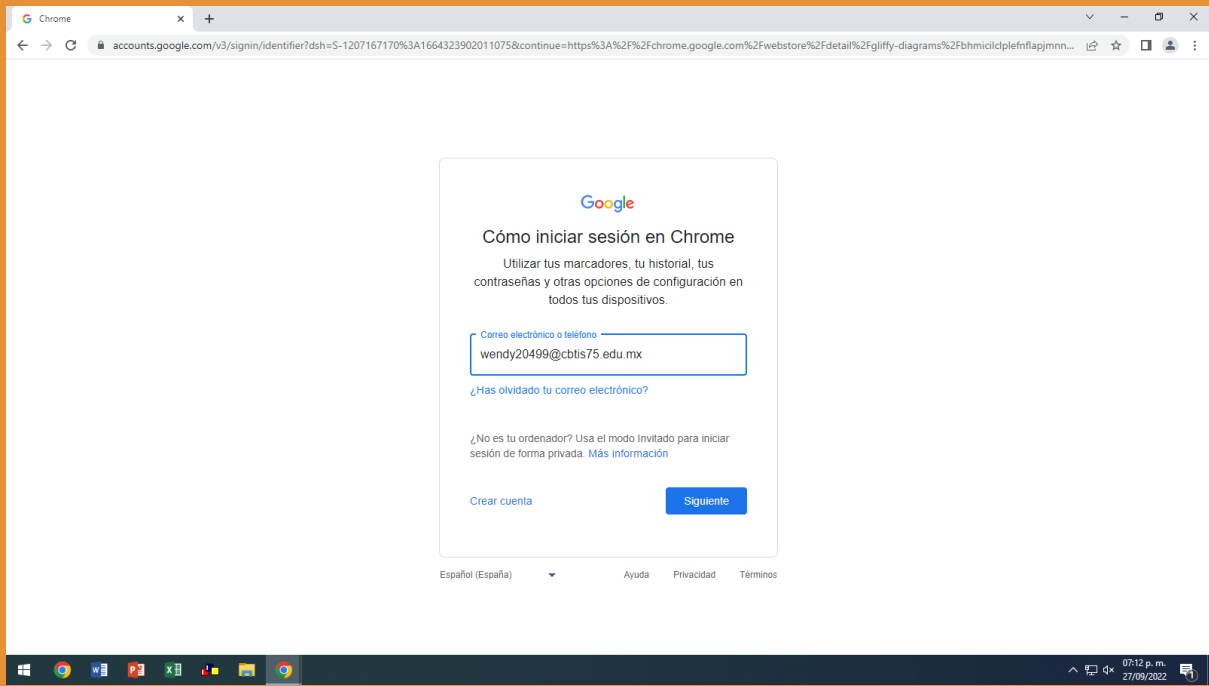 Chrome
accounts.google.com/v3/signin/identifier?dsh=S-1207167170%3A1664323902011075&continue=https%3A%2F%2Fchrome.google.com%2Fwebstore%2Fdetail%2Fgliffy-diagrams%2Fbhmicilclplefnflapjmnn...
Google
Cómo iniciar sesión en Chrome
Utilizar tus marcadores, tu historial, tus
contraseñas y otras opciones de configuración en
todos tus dispositivos.
Correo electrónico o teléfono
wendy20499@cbtis75.edu.mx
¿Has olvidado tu correo electrónico?
¿No es tu ordenador? Usa el modo Invitado para iniciar
sesión de forma privada. Más información
Crear cuenta Siguiente
Español (España) Ayuda Privacidad Términos
07:12 p. m.
27/09/2022
1